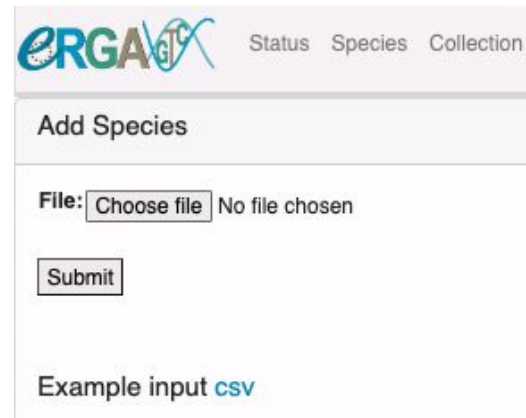 eRGA GTC Status Species Collection
Add Species
File: Choose file No file chosen
Submit
Example input csv